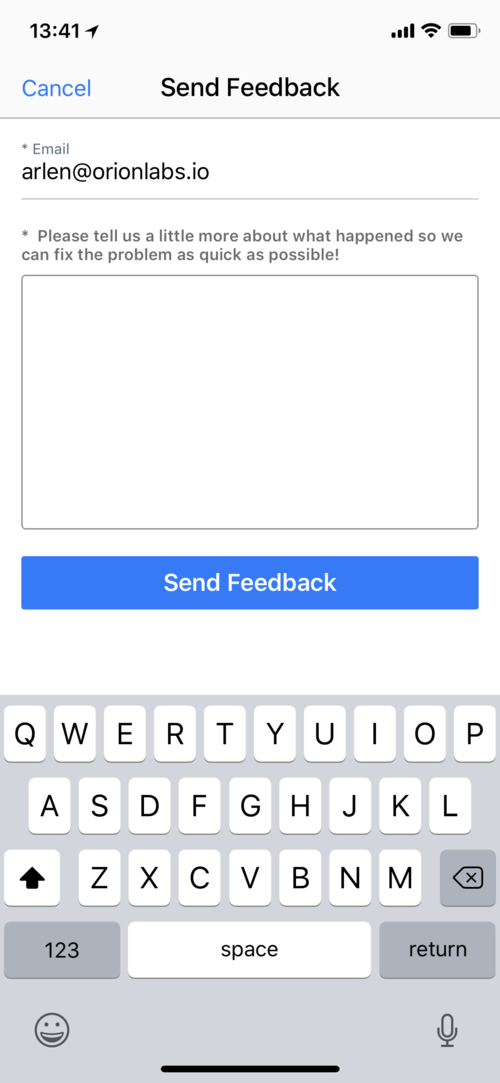 13:41
Cancel
Send Feedback
* Email
arlen@orionlabs.io
* Please tell us a little more about what happened so we
can fix the problem as quick as possible!
Send Feedback
Q W E R T Y U I O P
A S D F G H J K L
Z X C V B N M
123 space return